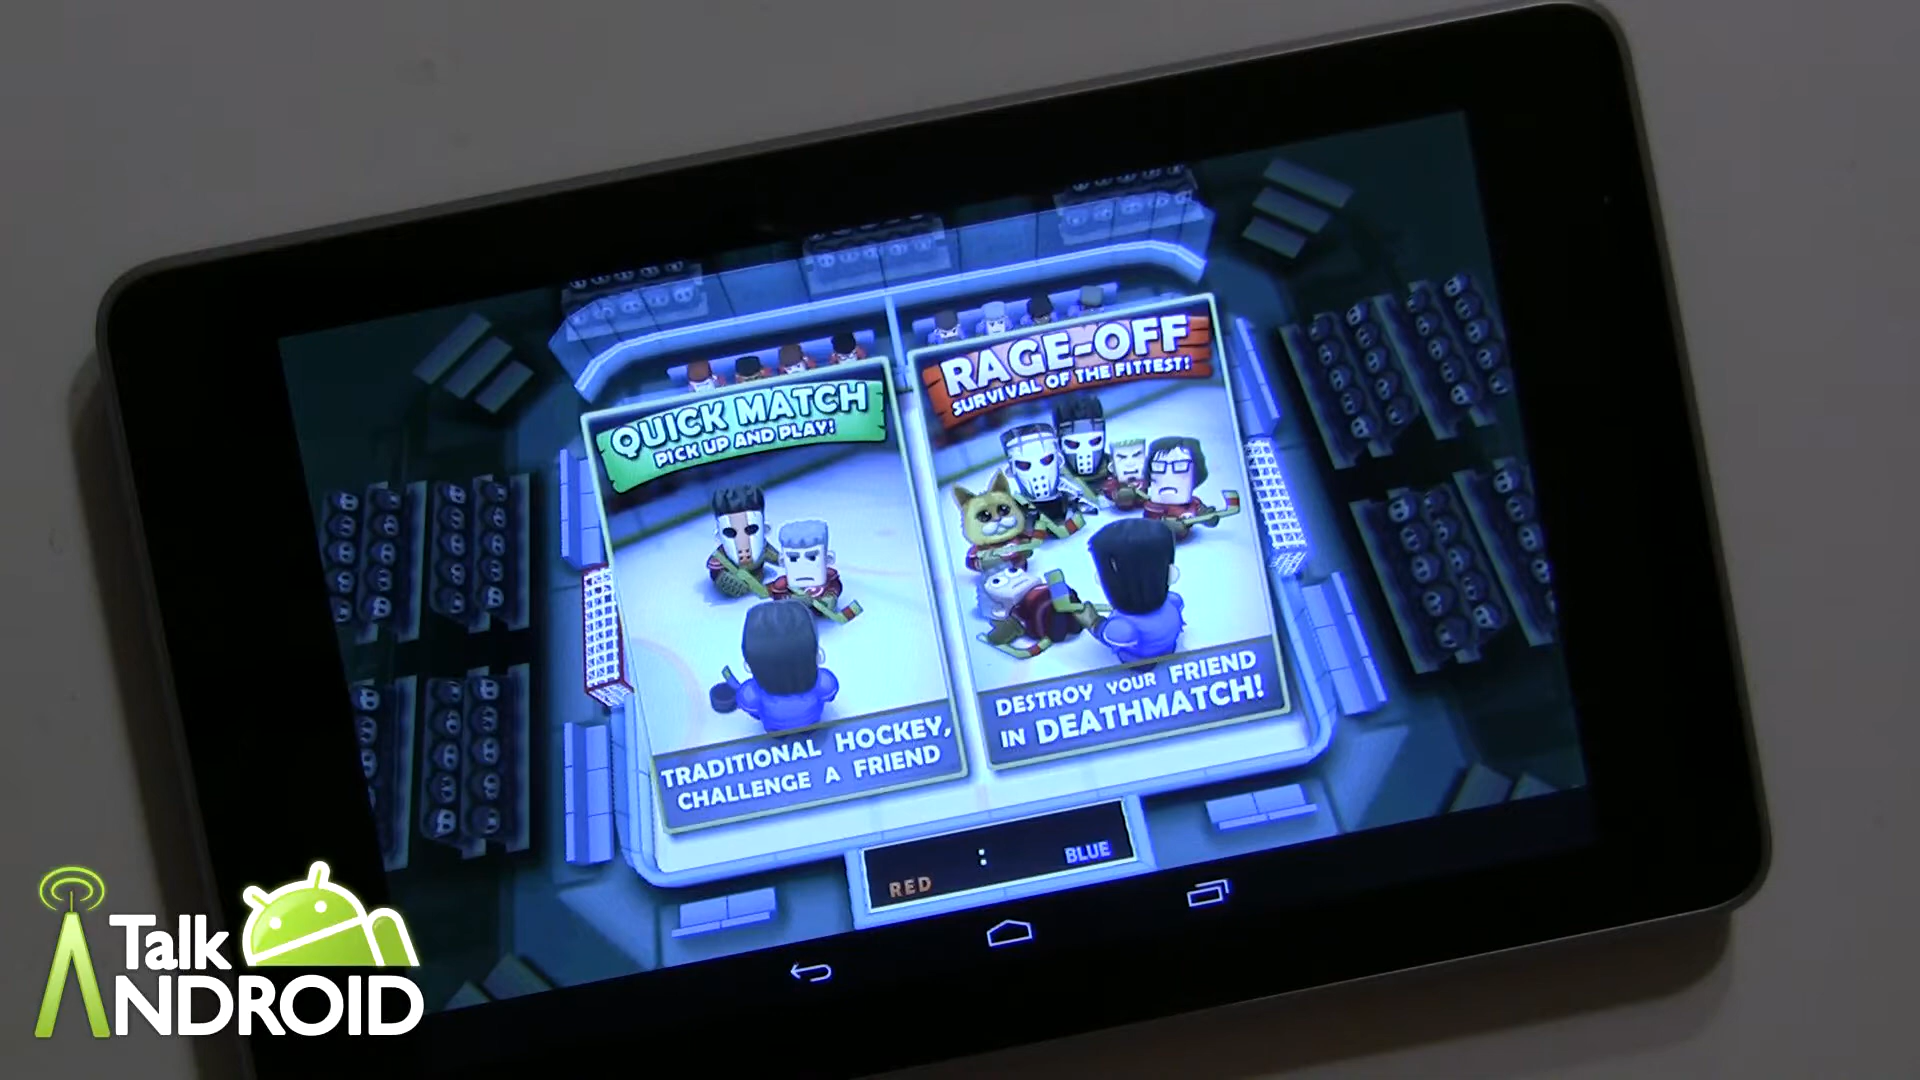 QUICK MATCH
PICK UP AND PLAY!
TRADITIONAL HOCKEY,
CHALLENGE A FRIEND
RAGE-OFF
SURVIVAL OF THE FITTEST!
DESTROY YOUR FRIEND
IN DEATHMATCH!
RED : BLUE
Talk
ANDROID